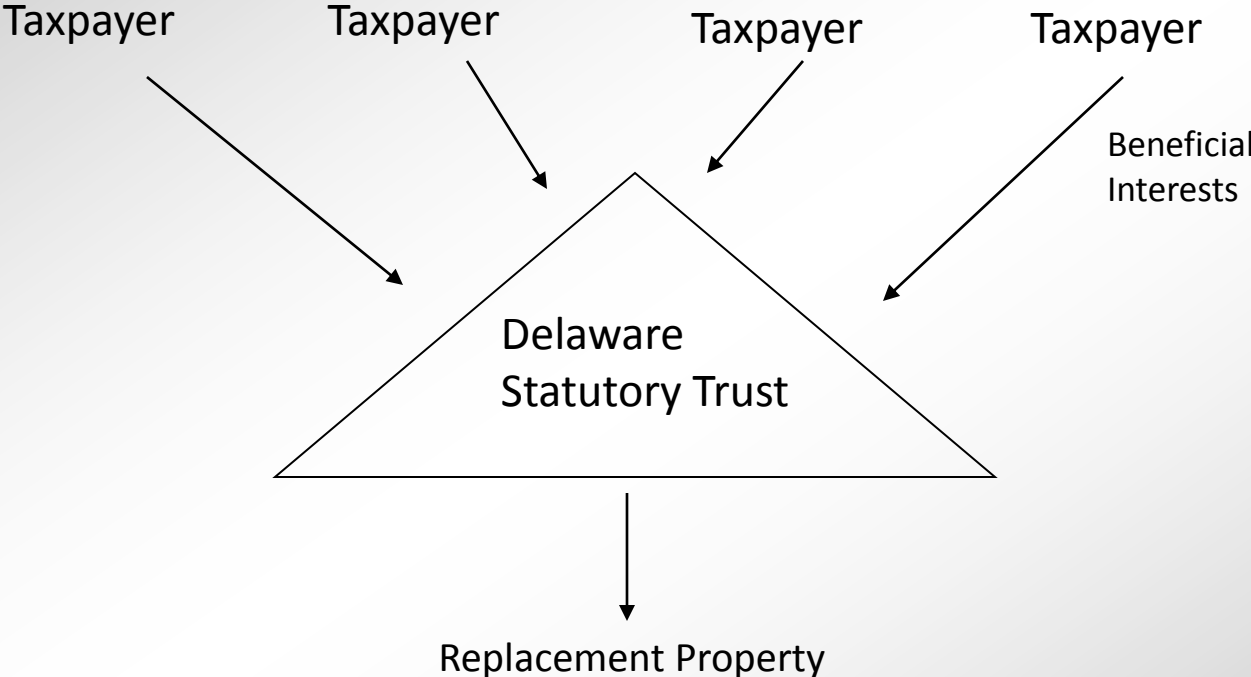 Taxpayer
Taxpayer
Taxpayer
Taxpayer
Beneficial
Interests
Delaware
Statutory Trust
Replacement Property